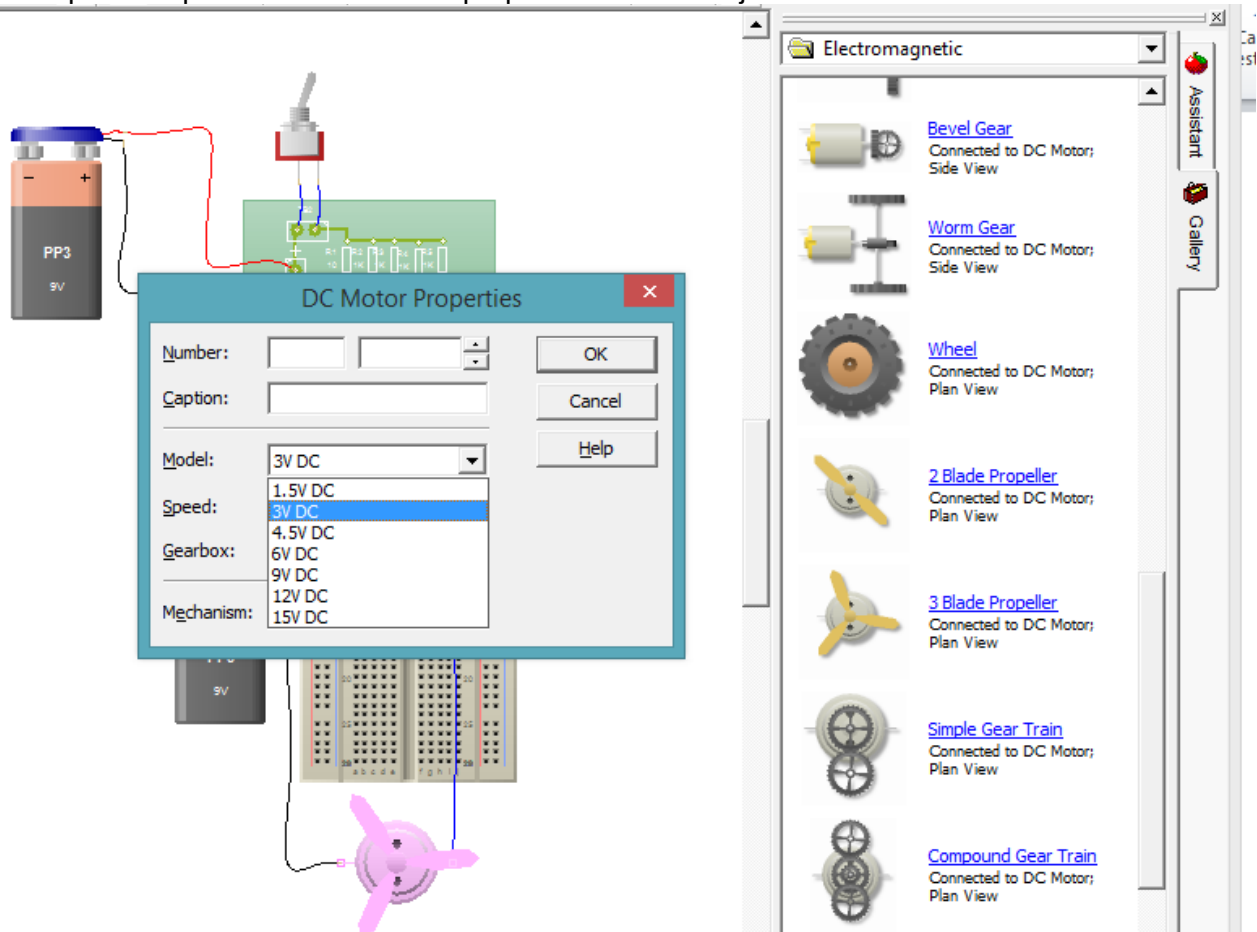 Electromagnetic
Assistant
Gallery
Bevel Gear
Connected to DC Motor;
Side View
Worm Gear
Connected to DC Motor;
Side View
Wheel
Connected to DC Motor;
Plan View
2 Blade Propeller
Connected to DC Motor;
Plan View
3 Blade Propeller
Connected to DC Motor;
Plan View
Simple Gear Train
Connected to DC Motor;
Plan View
Compound Gear Train
Connected to DC Motor;
Plan View
- +
PP3
9V
R1 R2 R3 R4 R5
DC Motor Properties
Number:
OK
Caption:
Cancel
Model:
3V DC
Help
1.5V DC
Speed:
3V DC
4.5V DC
Gearbox:
6V DC
9V DC
12V DC
Mechanism:
15V DC
9V
a b c d e
f g h i j